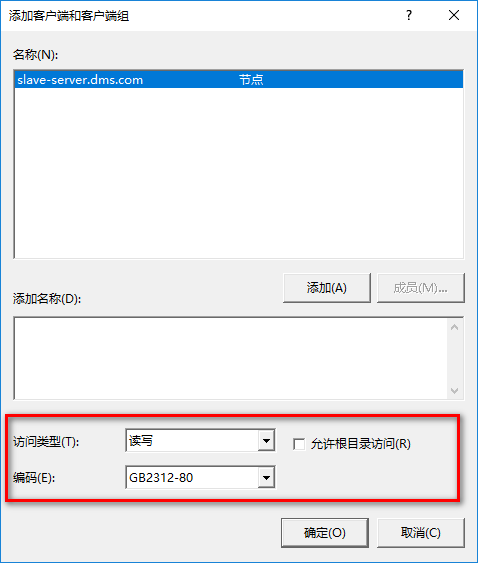 添加客户端和客户端组 ?
名称(N):
slave-server.dms.com 节点
添加(A) 成员(M)...
添加名称(D):
访问类型(T): 读写 允许根目录访问(R)
编码(E): GB2312-80
确定(O) 取消(C)